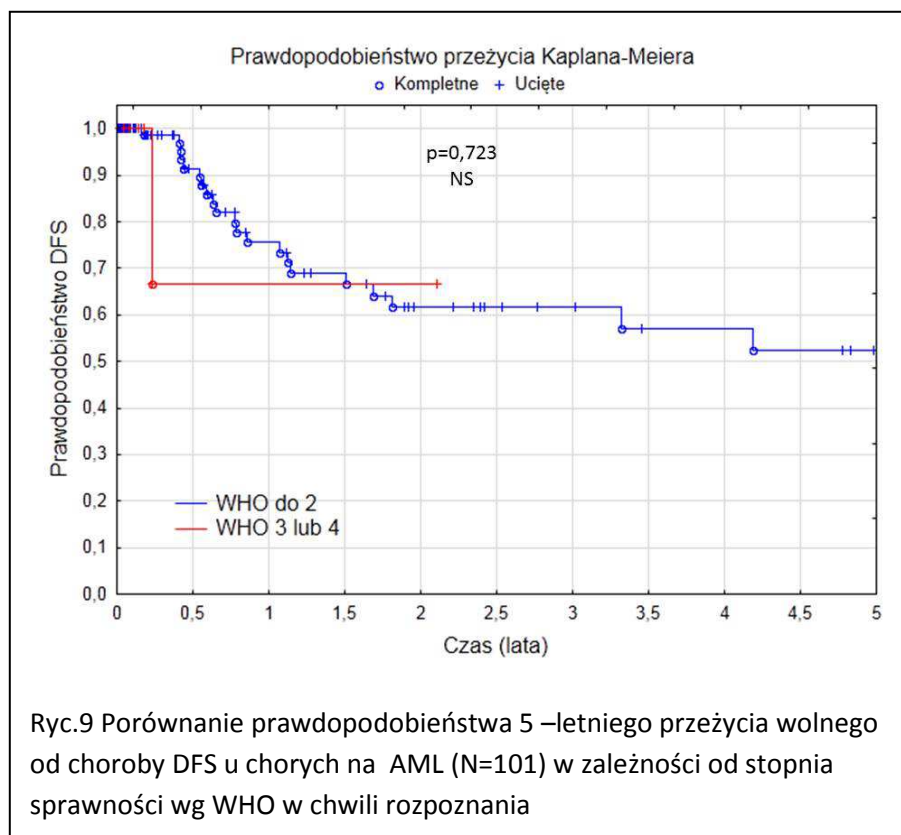 Prawdopodobieństwo przeżycia Kaplana-Meiera
Kompletne + Ucięte
1,0
0,9
0,8
0,7
0,6
0,5
0,4
0,3
0,2
0,1
0,0
Prawdopodobieństwo DFS
p=0,723
NS
WHO do 2
WHO 3 lub 4
0 0,5 1 1,5 2 2,5 3 3,5 4 4,5 5
Czas (lata)
Ryc.9 Porównanie prawdopodobieństwa 5 –letniego przeżycia wolnego
od choroby DFS u chorych na AML (N=101) w zależności od stopnia
sprawności wg WHO w chwili rozpoznania